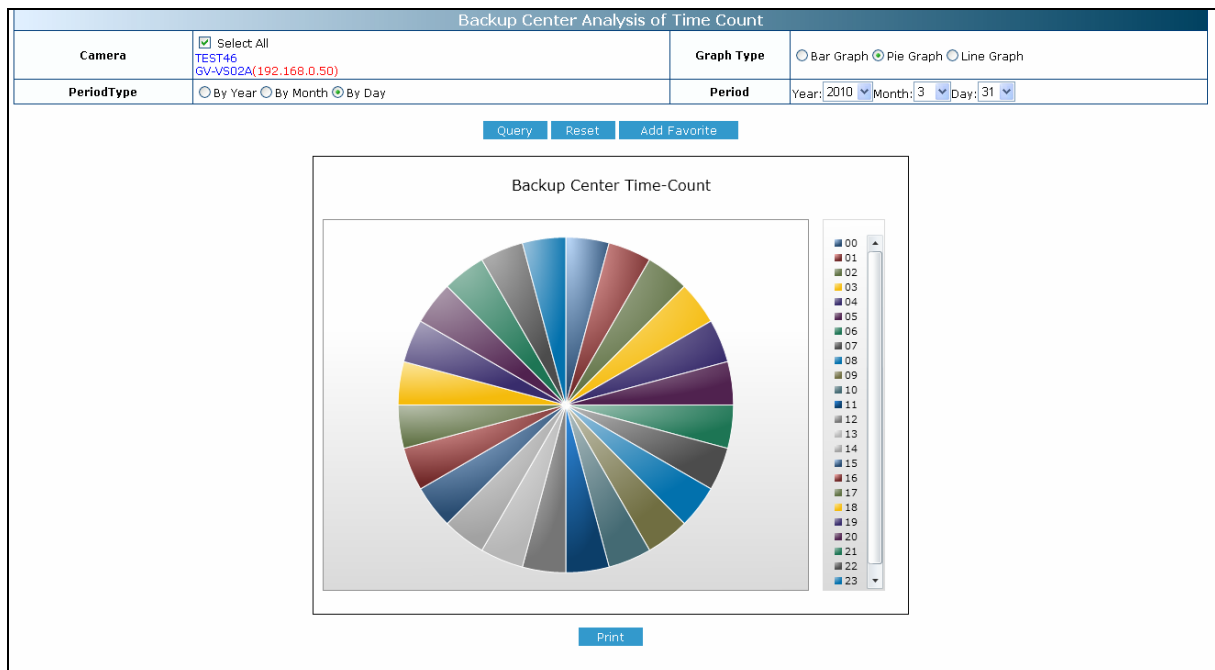 Backup Center Analysis of Time Count
Camera
Select All
TEST46
GV-VS02A(192.168.0.50)
Graph Type
Bar Graph Pie Graph Line Graph
PeriodType
By Year By Month By Day
Period
Year: 2010 Month: 3 Day: 31
Query Reset Add Favorite
Backup Center Time-Count
00
01
02
03
04
05
06
07
08
09
10
11
12
13
14
15
16
17
18
19
20
21
22
23
Print